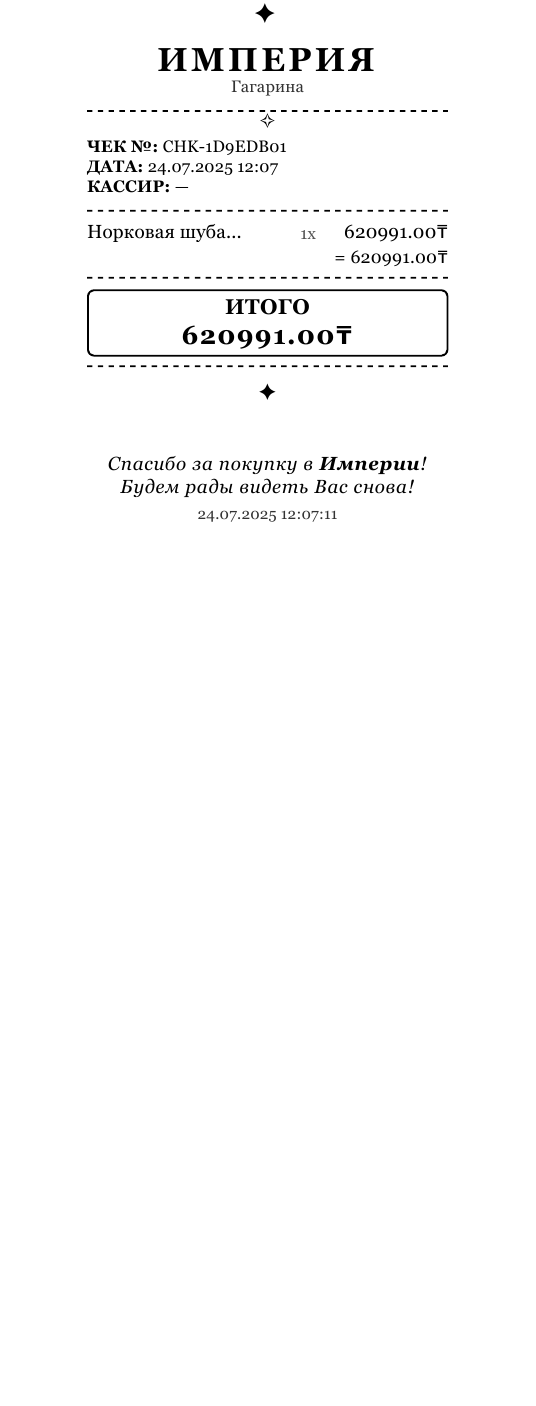 ИМПЕРИЯ
Гагарина
ЧЕК №: CHK-1D9EDB01
ДАТА: 24.07.2025 12:07
КАССИР: —
Норковая шуба... 1x 620991.00₸
= 620991.00₸
ИТОГО
620991.00₸
Спасибо за покупку в Империи!
Будем рады видеть Вас снова!
24.07.2025 12:07:11